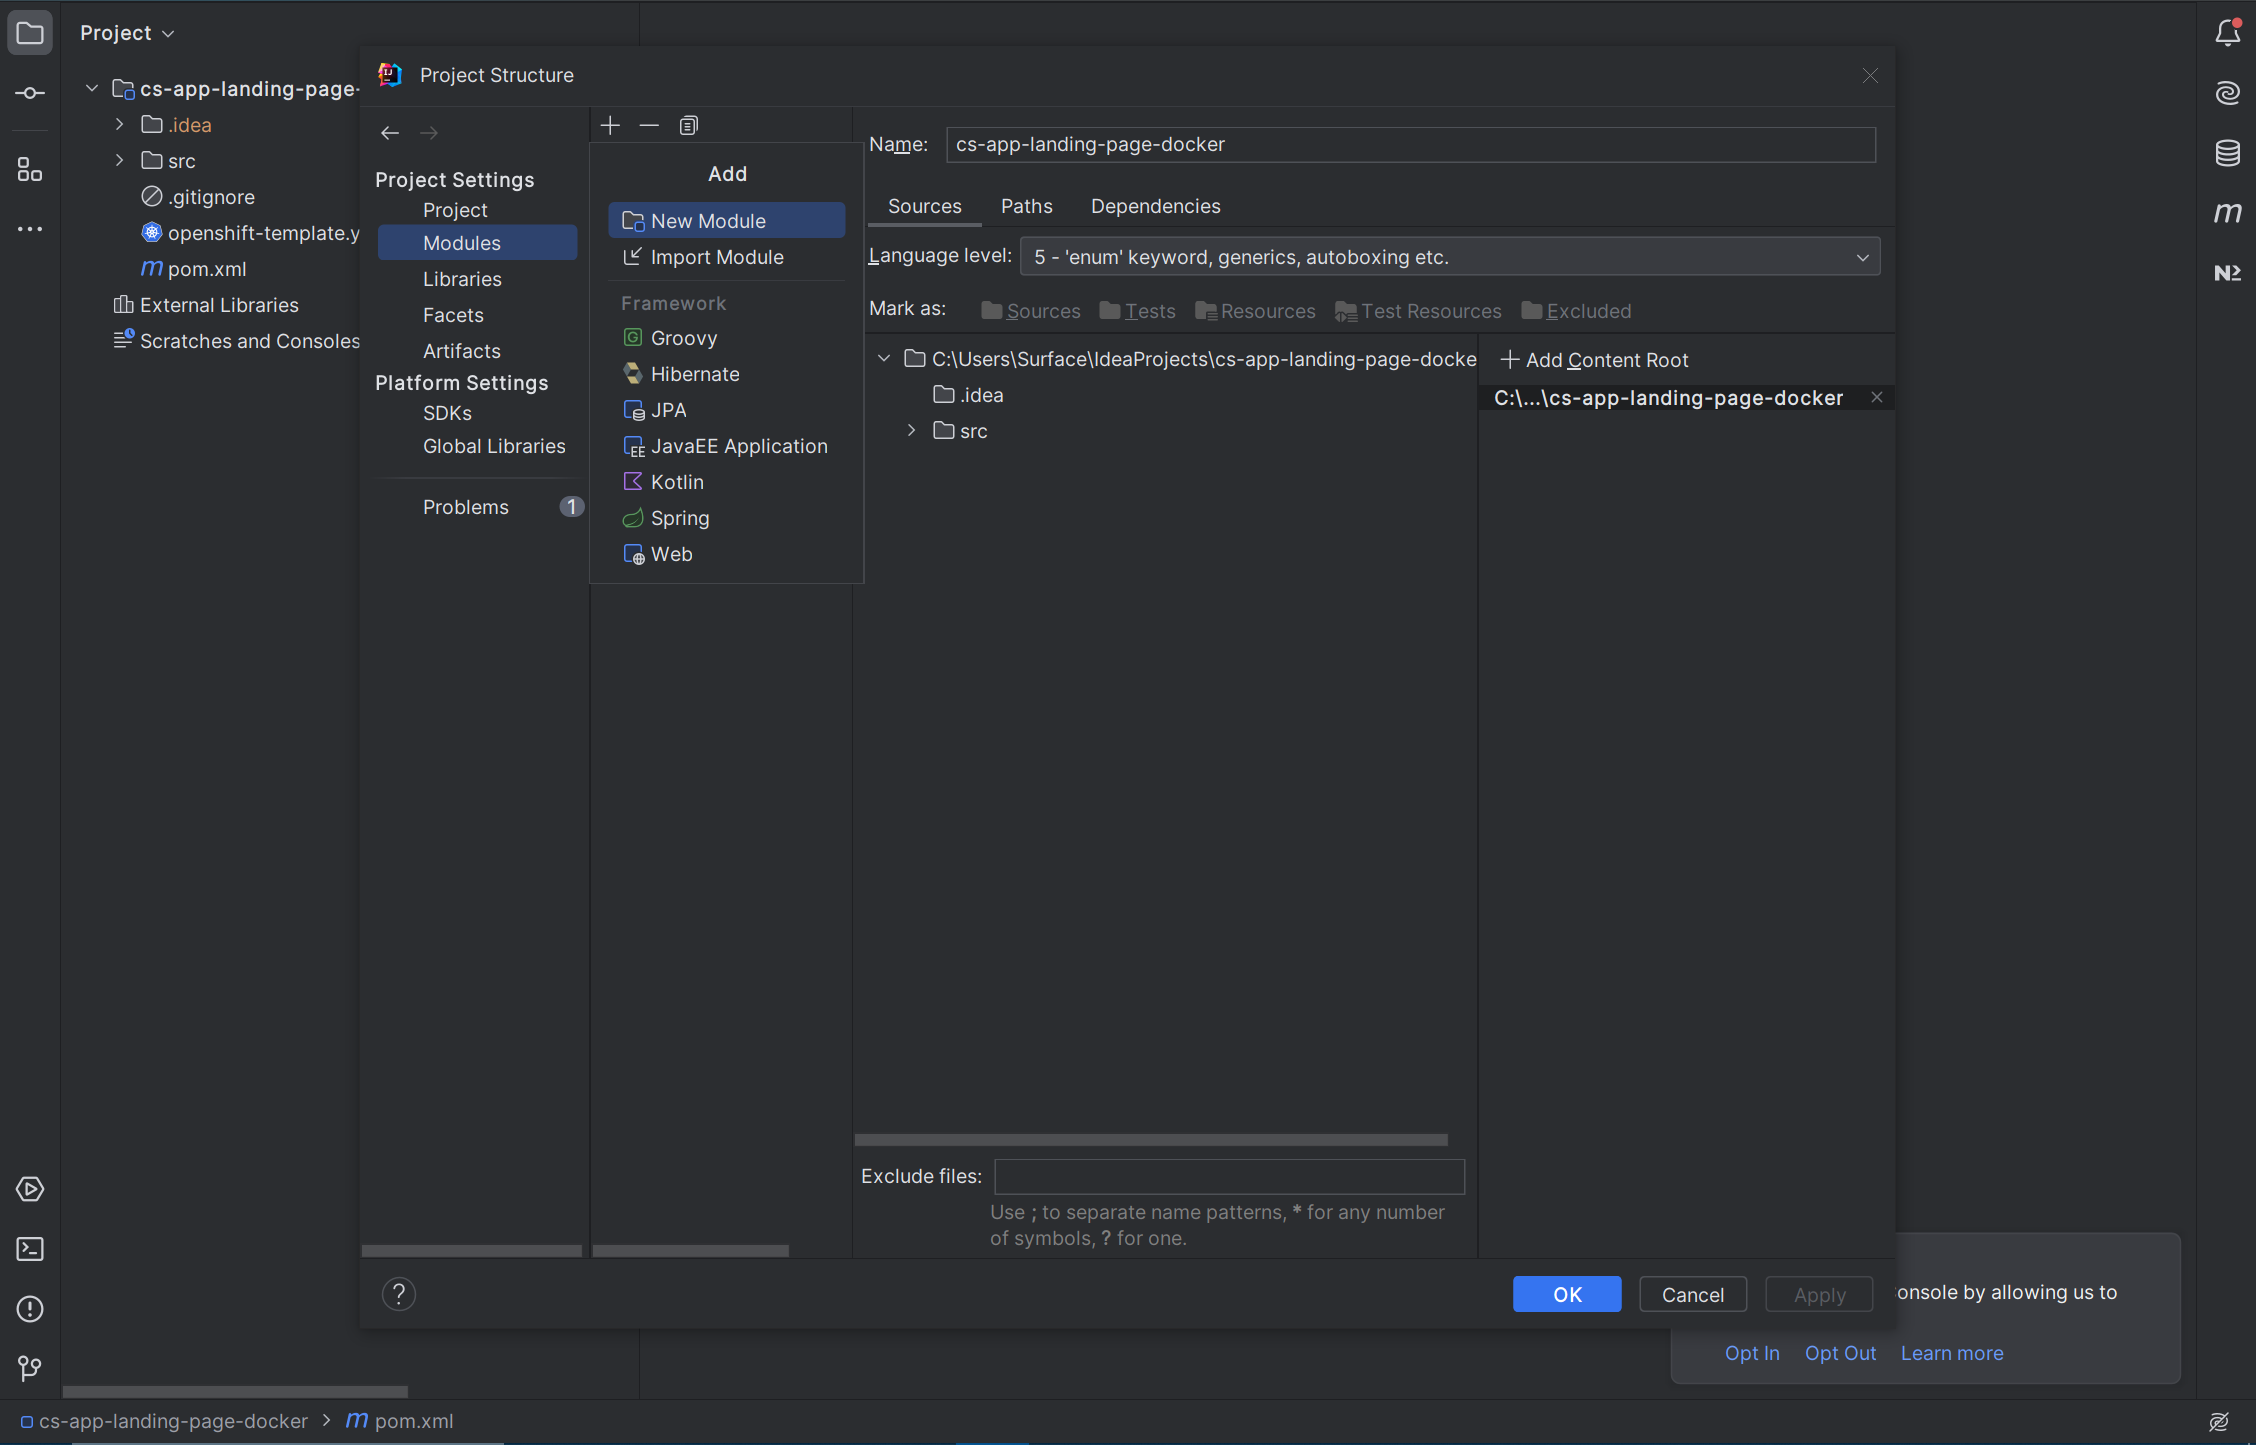 Project
cs-app-landing-page-
.idea
src
.gitignore
openshift-template.y
pom.xml
External Libraries
Scratches and Consoles
Project Structure
Project Settings
Project
Modules
Libraries
Facets
Artifacts
Platform Settings
SDKs
Global Libraries
Problems 1
Add
New Module
Import Module
Framework
Groovy
Hibernate
JPA
JavaEE Application
Kotlin
Spring
Web
Name: cs-app-landing-page-docker
Sources Paths Dependencies
Language level: 5 - 'enum' keyword, generics, autoboxing etc.
Mark as: Sources Tests Resources Test Resources Excluded
C:\Users\Surface\IdeaProjects\cs-app-landing-page-docke
.idea
src
Add Content Root
C:\...\cs-app-landing-page-docker
Exclude files:
Use ; to separate name patterns, * for any number
of symbols, ? for one.
?
OK Cancel Apply
onsole by allowing us to
Opt In Opt Out Learn more
cs-app-landing-page-docker > m pom.xml